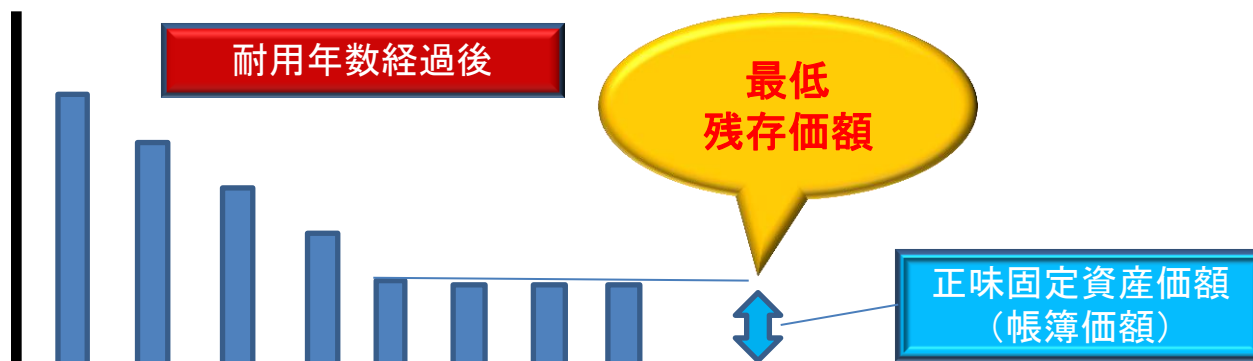 耐用年数経過後
最低
残存価額
正味固定資産価額
（帳簿価額）